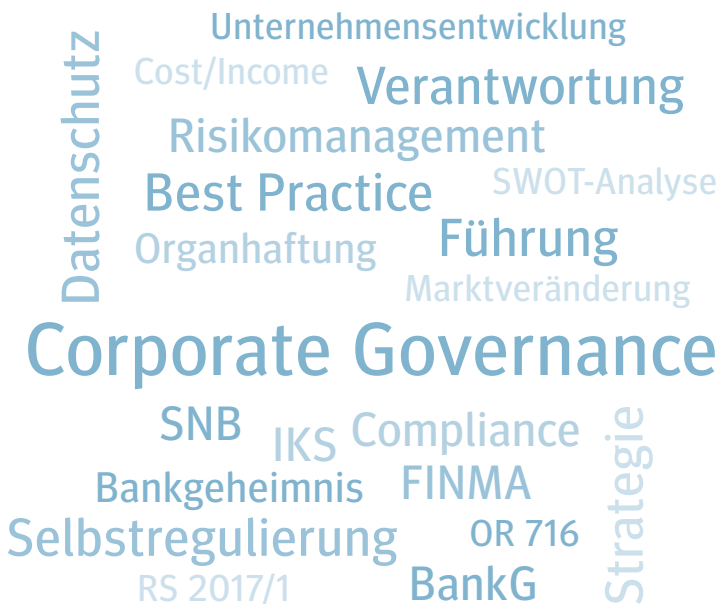 Unternehmensentwicklung
Datenschutz
Cost/Income
Verantwortung
Risikomanagement
Best Practice
SWOT-Analyse
Organhaftung
Führung
Marktveränderung
Corporate Governance
SNB
IKS
Compliance
Strategie
Bankgeheimnis
FINMA
Selbstregulierung
OR 716
RS 2017/1
BankG